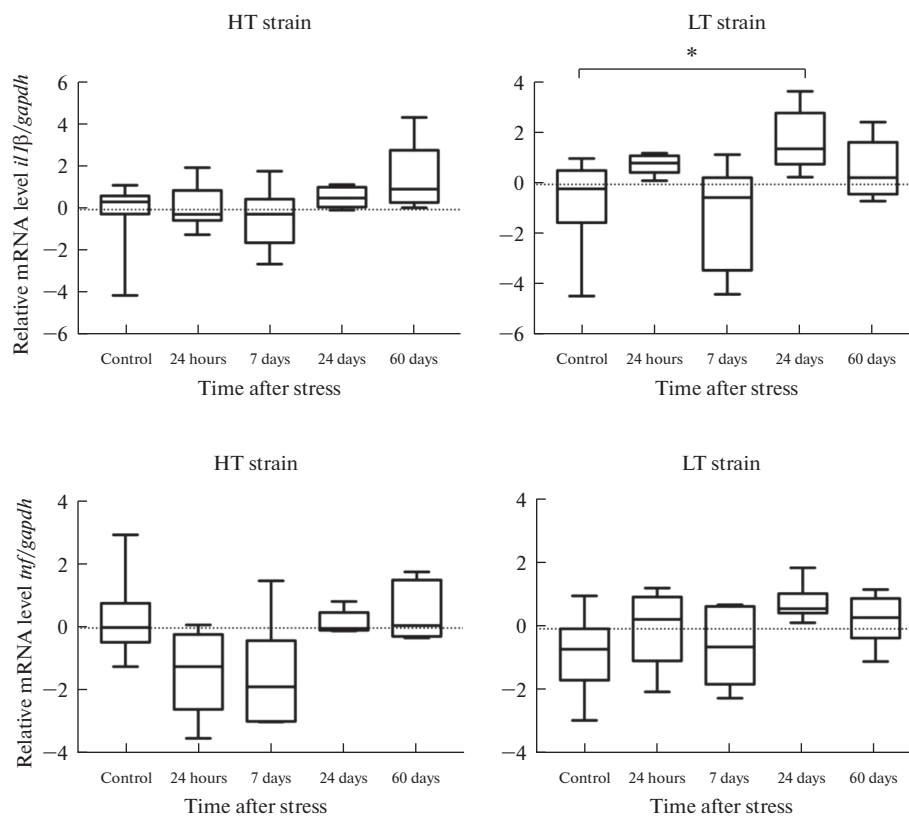 HT strain
LT strain
*
Relative mRNA level il1β/gapdh
6
4
2
0
−2
−4
−6
6
4
2
0
−2
−4
−6
Control 24 hours 7 days 24 days 60 days
Control 24 hours 7 days 24 days 60 days
Time after stress
Time after stress
HT strain
LT strain
Relative mRNA level tnf/gapdh
4
2
0
−2
−4
4
2
0
−2
−4
Control 24 hours 7 days 24 days 60 days
Control 24 hours 7 days 24 days 60 days
Time after stress
Time after stress